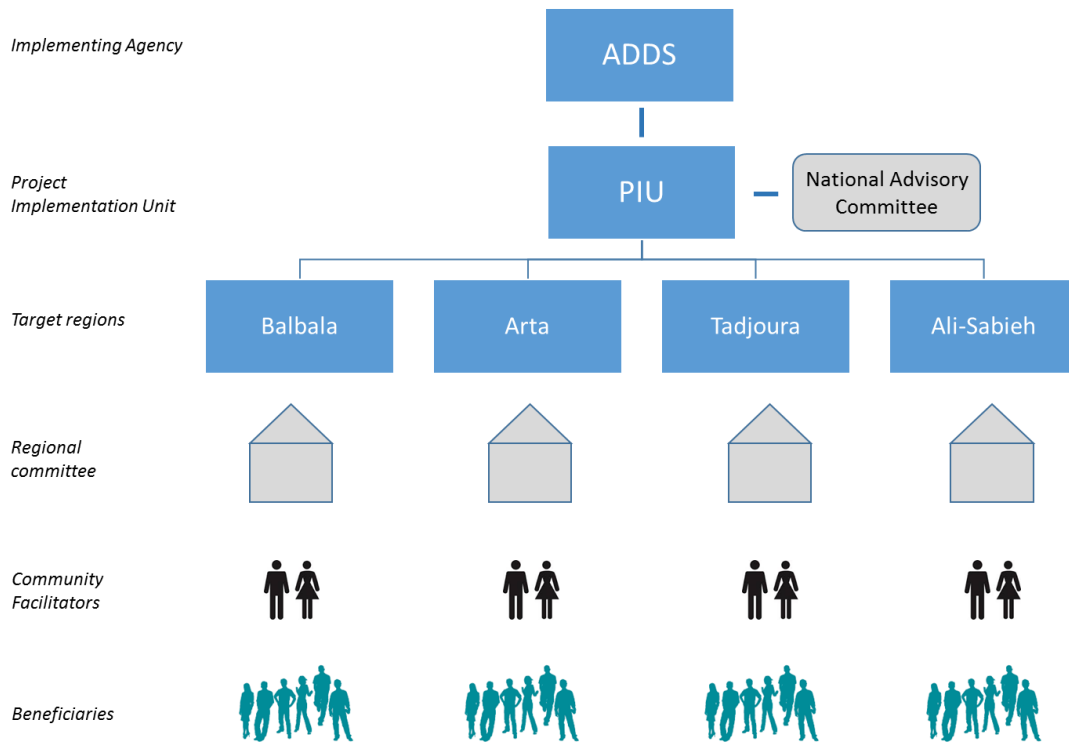 Implementing Agency
ADDS
Project
Implementation Unit
PIU
National Advisory
Committee
Target regions
Balbala
Arta
Tadjoura
Ali-Sabieh
Regional
committee
Community
Facilitators
Beneficiaries